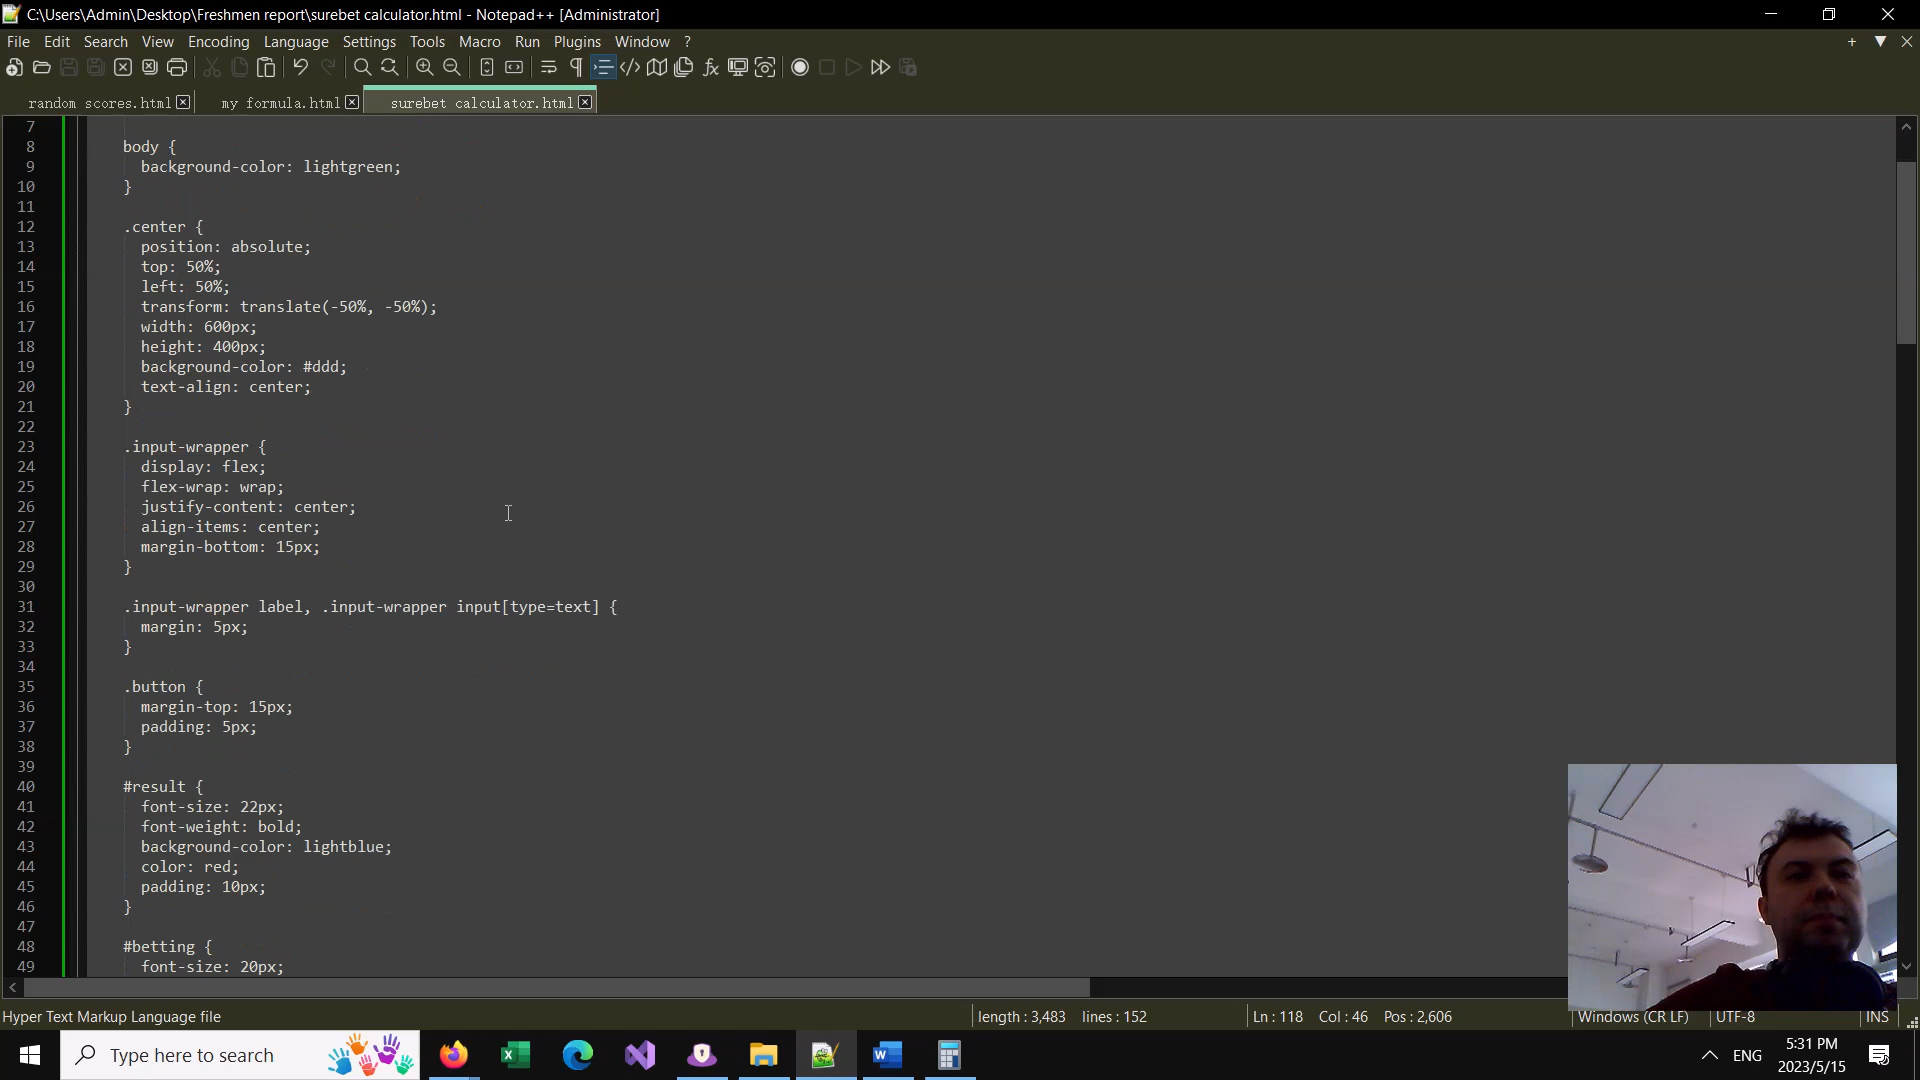 C:\Users\Admin\Desktop\Freshmen report\surebet calculator.html - Notepad++ [Administrator]
File Edit Search View Encoding Language Settings Tools Macro Run Plugins Window ?
random scores.html
my formula.html
surebet calculator.html
7
8 body {
9 background-color: lightgreen;
10 }
11
12 .center {
13 position: absolute;
14 top: 50%;
15 left: 50%;
16 transform: translate(-50%, -50%);
17 width: 600px;
18 height: 400px;
19 background-color: #ddd;
20 text-align: center;
21 }
22
23 .input-wrapper {
24 display: flex;
25 flex-wrap: wrap;
26 justify-content: center;
27 align-items: center;
28 margin-bottom: 15px;
29 }
30
31 .input-wrapper label, .input-wrapper input[type=text] {
32 margin: 5px;
33 }
34
35 .button {
36 margin-top: 15px;
37 padding: 5px;
38 }
39
40 #result {
41 font-size: 22px;
42 font-weight: bold;
43 background-color: lightblue;
44 color: red;
45 padding: 10px;
46 }
47
48 #betting {
49 font-size: 20px;
Hyper Text Markup Language file length : 3,483 lines : 152 Ln : 118 Col : 46 Pos : 2,606 Windows (CR LF) UTF-8 INS
Type here to search
ENG
5:31 PM
2023/5/15